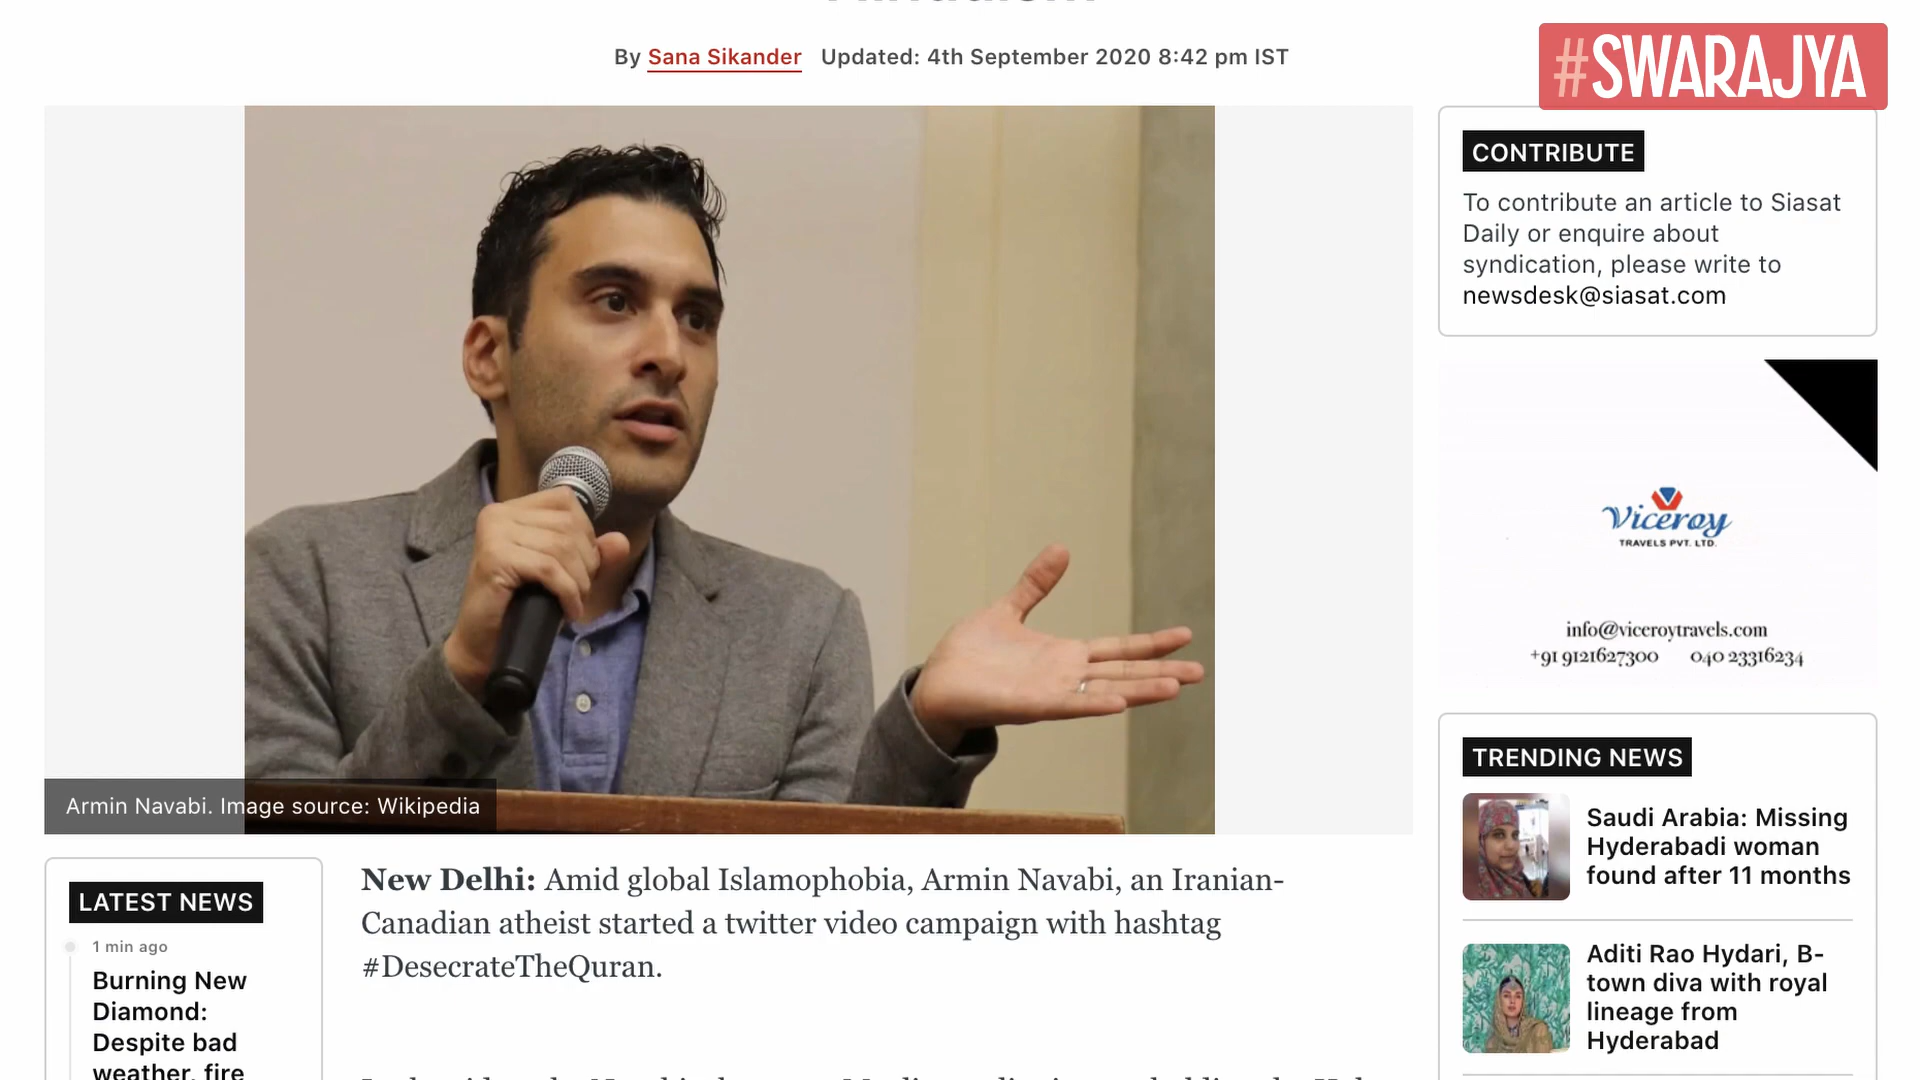 By Sana Sikander Updated: 4th September 2020 8:42 pm IST
#SWARAJYA
CONTRIBUTE
To contribute an article to Siasat
Daily or enquire about
syndication, please write to
newsdesk@siasat.com
Viceroy
TRAVELS PVT. LTD.
info@viceroytravels.com
+91 9121627300 040 23316234
Armin Navabi. Image source: Wikipedia
New Delhi: Amid global Islamophobia, Armin Navabi, an Iranian-
Canadian atheist started a twitter video campaign with hashtag
#DesecrateTheQuran.
LATEST NEWS
1 min ago
Burning New
Diamond:
Despite bad
weather, fire
TRENDING NEWS
Saudi Arabia: Missing
Hyderabadi woman
found after 11 months
Aditi Rao Hydari, B-
town diva with royal
lineage from
Hyderabad